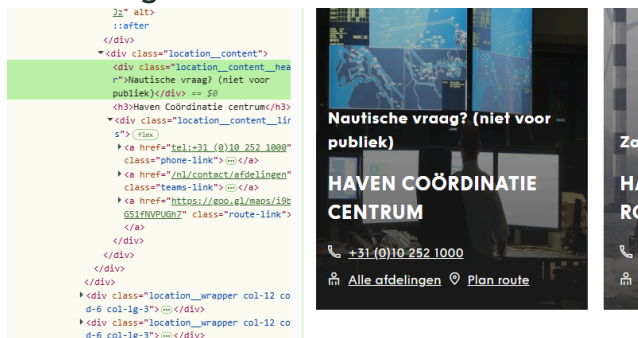 Jz" alt>
::after
</div>
<div class="location__content">
<div class="location__content__hea
r">Nautische vraag? (niet voor
publiek)</div> == $0
<h3>Haven Coördinatie centrum</h3>
<div class="location__content__lin
s"> flex
<a href="tel:+31 (0)10 252 1000"
class="phone-link"> … </a>
<a href="/nl/contact/afdelingen"
class="teams-link"> … </a>
<a href="https://goo.gl/maps/i9b
G51fNVPUGh7" class="route-link">
</a>
</div>
</div>
</div>
</div>
<div class="location__wrapper col-12 co
d-6 col-lg-3"> … </div>
<div class="location__wrapper col-12 co
d-6 col-lg-3"> … </div>
Nautische vraag? (niet voor
publiek)
HAVEN COÖRDINATIE
CENTRUM
+31 (0)10 252 1000
Alle afdelingen Plan route
Za